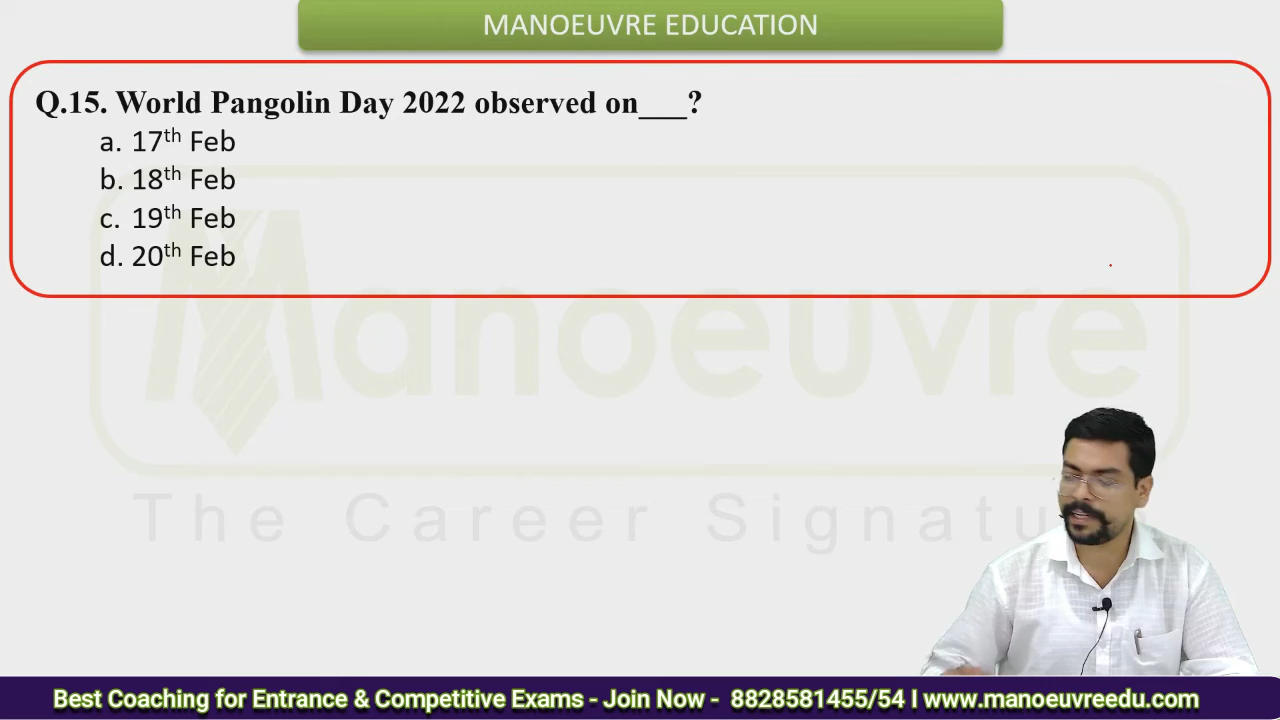 MANOEUVRE EDUCATION
Q.15. World Pangolin Day 2022 observed on___?
a. 17th Feb
b. 18th Feb
c. 19th Feb
d. 20th Feb
Manoeuvre
The Career Signatu
Best Coaching for Entrance & Competitive Exams - Join Now - 8828581455/54 I www.manoeuvreedu.com